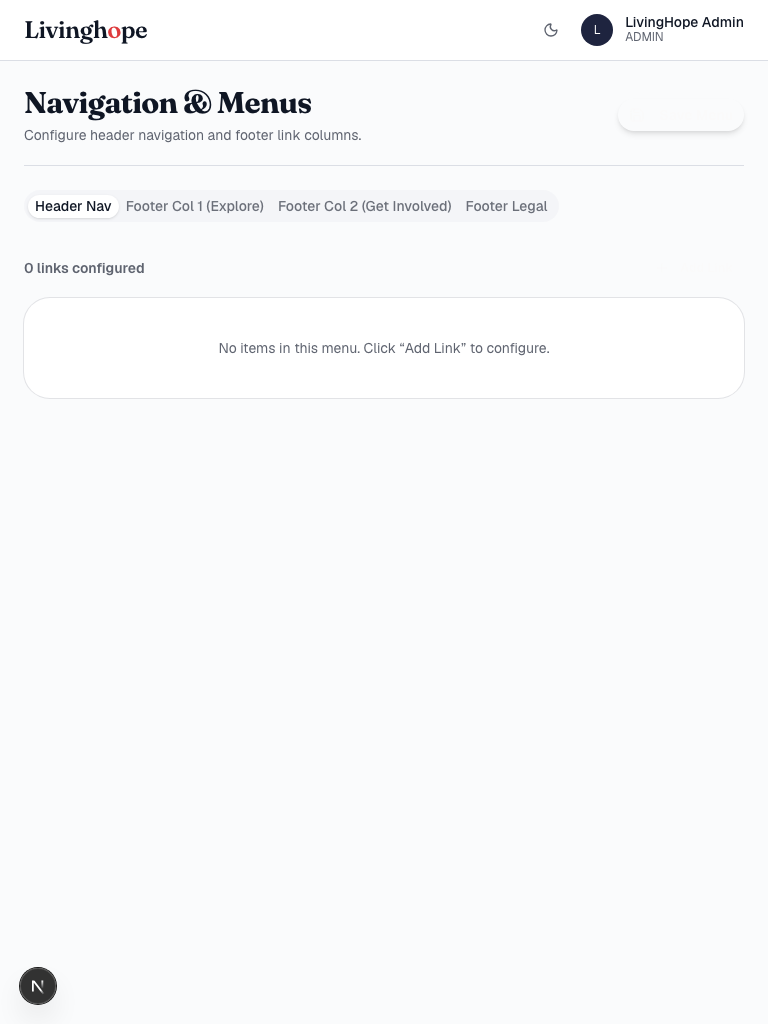 Livinghope
L
LivingHope Admin
ADMIN
Navigation & Menus
Configure header navigation and footer link columns.
Header Nav
Footer Col 1 (Explore)
Footer Col 2 (Get Involved)
Footer Legal
0 links configured
No items in this menu. Click “Add Link” to configure.
N